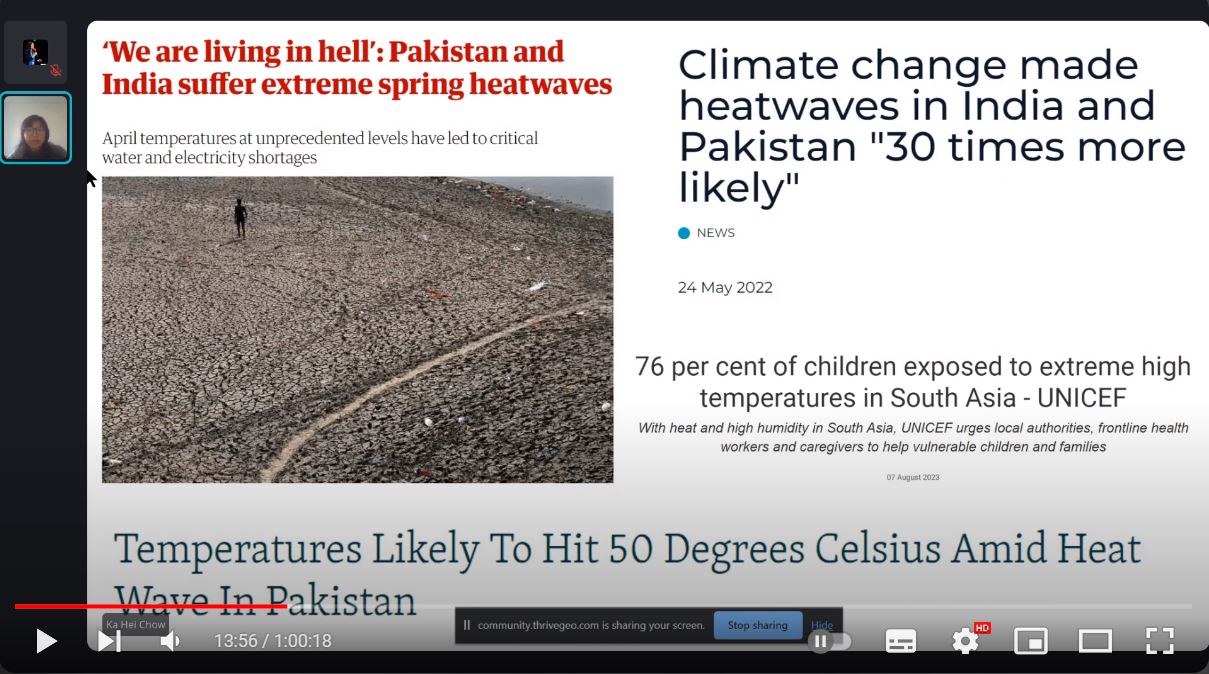 ‘We are living in hell’: Pakistan and
India suffer extreme spring heatwaves
April temperatures at unprecedented levels have led to critical
water and electricity shortages
Climate change made
heatwaves in India and
Pakistan "30 times more
likely"
NEWS
24 May 2022
76 per cent of children exposed to extreme high
temperatures in South Asia - UNICEF
With heat and high humidity in South Asia, UNICEF urges local authorities, frontline health
workers and caregivers to help vulnerable children and families
07 August 2023
Temperatures Likely To Hit 50 Degrees Celsius Amid Heat
Wave In Pakistan
Ka Hei Chow
community.thrivegeo.com is sharing your screen.
Stop sharing
Hide
13:56 / 1:00:18
HD